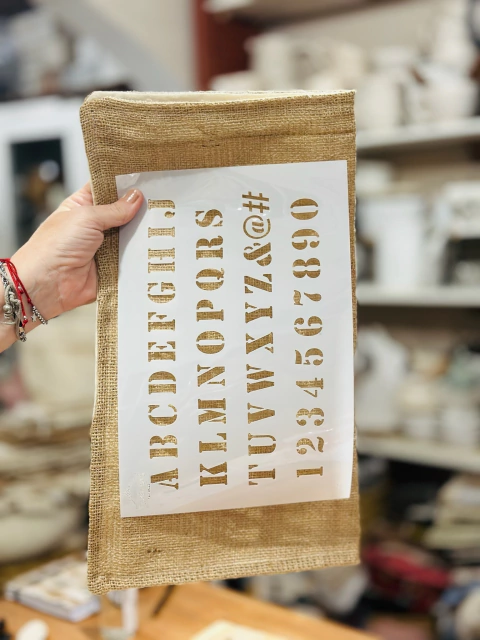 ABCDEFGHIJ
KLMNOPQRS
TUVWXYZ&@#
1234567890